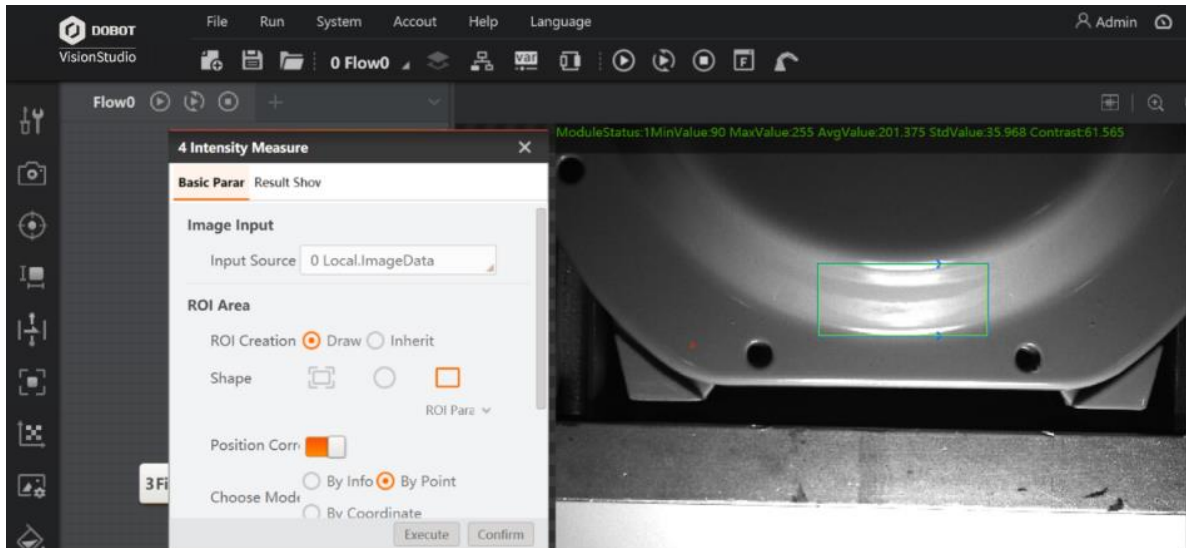 DOBOT
VisionStudio
File Run System Accout Help Language
Admin
0 Flow0
var
F
Flow0
4 Intensity Measure
Basic Parar Result Shov
Image Input
Input Source 0 Local.ImageData
ROI Area
ROI Creation Draw Inherit
Shape
ROI Para
Position Corr
Choose Mode By Info By Point
By Coordinate
Execute Confirm
3 Fi
ModuleStatus:1MinValue:90 MaxValue:255 AvgValue:201.375 StdValue:35.968 Contrast:61.565